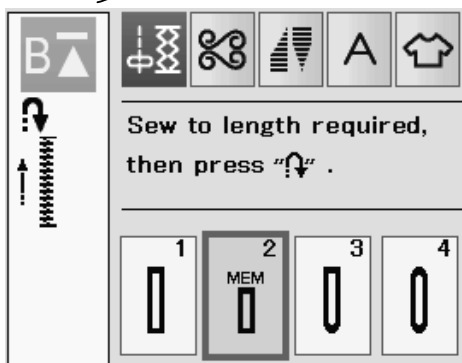 B
A
Sew to length required,
then press "↷" .
1
2
3
4
MEM